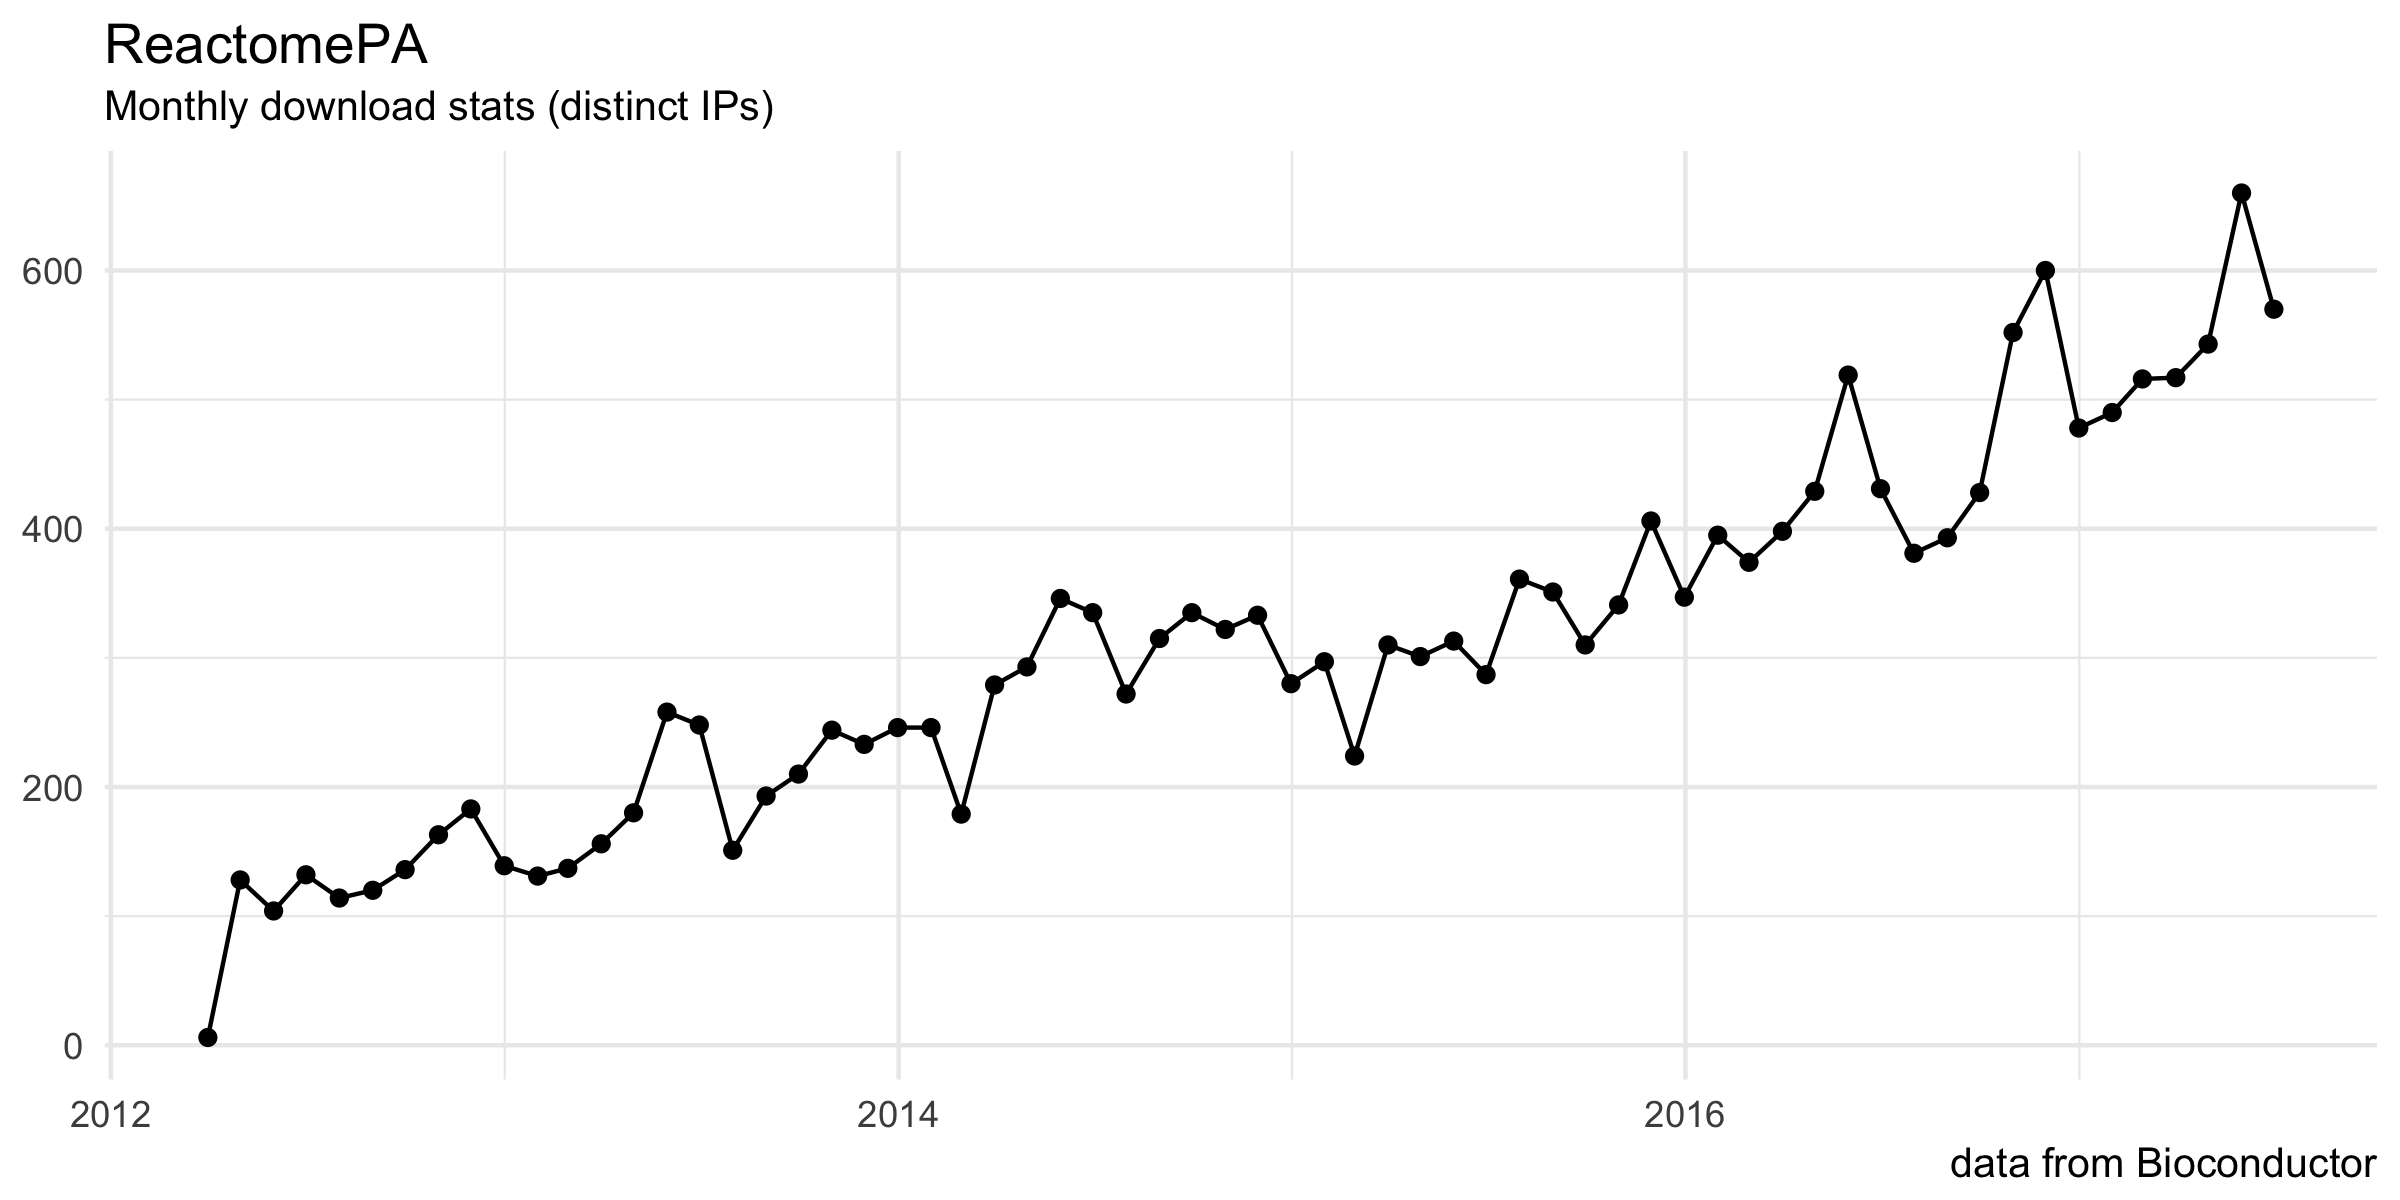 ReactomePA
Monthly download stats (distinct IPs)
600
400
200
0
2012 2014 2016
data from Bioconductor